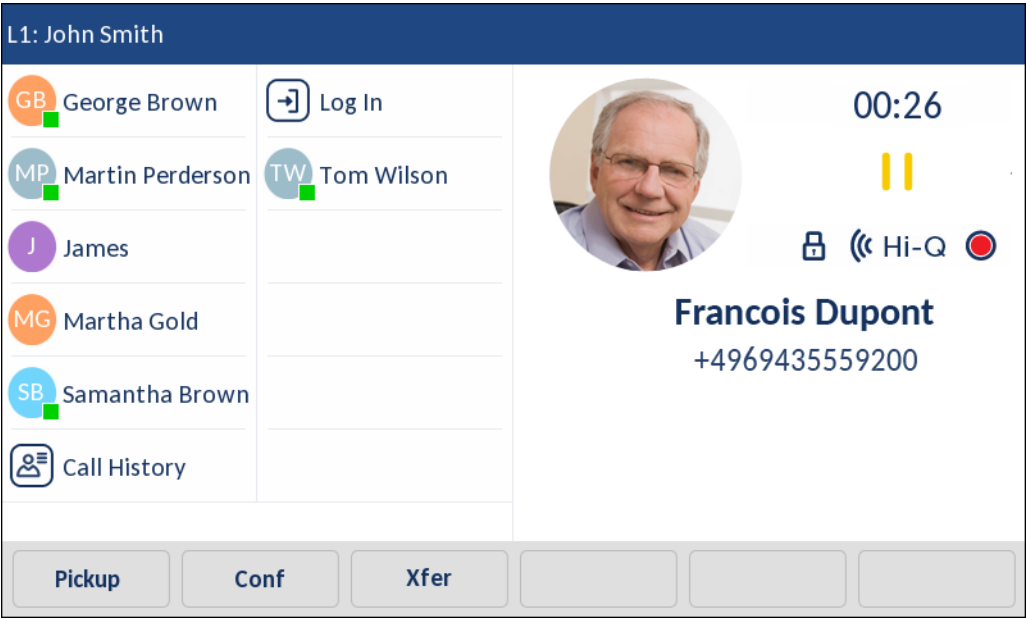 L1: John Smith
GB George Brown
MP Martin Perderson
J James
MG Martha Gold
SB Samantha Brown
Call History
Log In
TW Tom Wilson
00:26
Hi-Q
Francois Dupont
+4969435559200
Pickup
Conf
Xfer